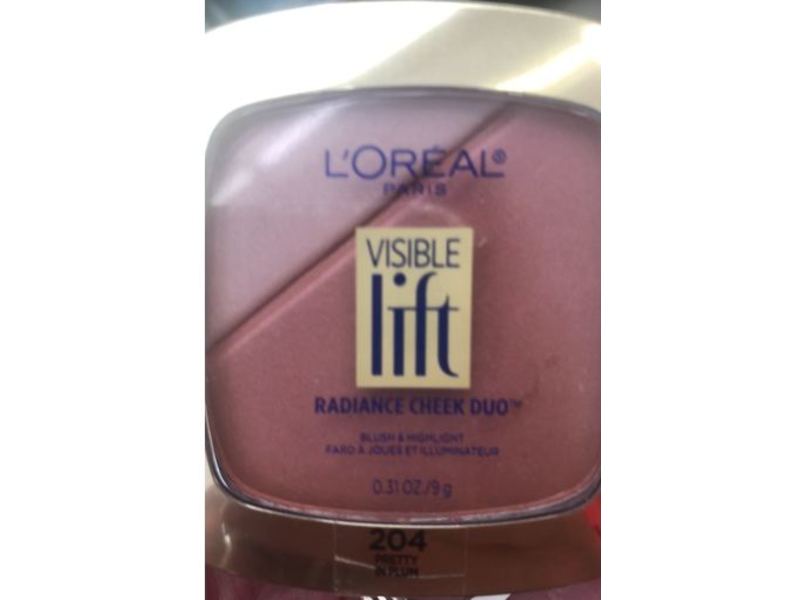 L'ORÉAL®
PARIS
VISIBLE
lift
RADIANCE CHEEK DUO™
BLUSH & HIGHLIGHT
FARD À JOUES ET ILLUMINATEUR
0.31 OZ/9 g
204
PRETTY
IN PLUM